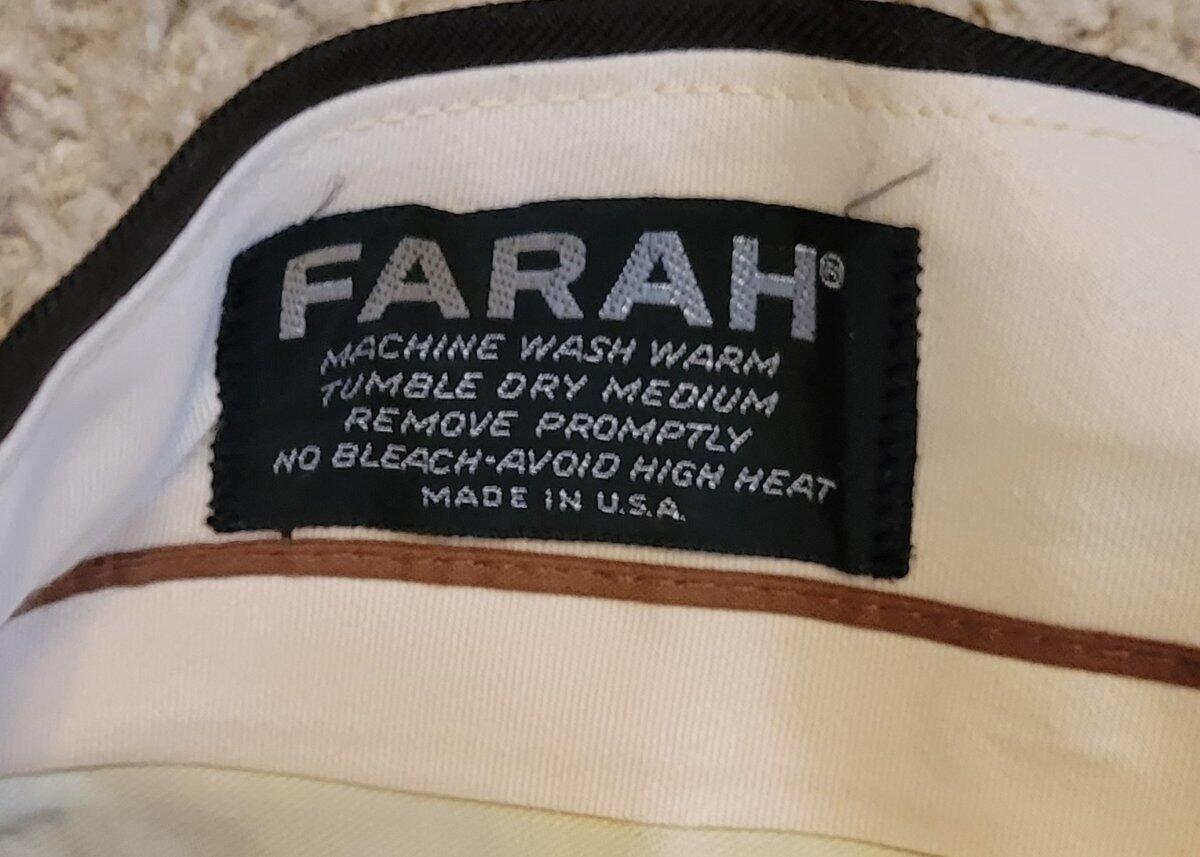 FARAH®
MACHINE WASH WARM
TUMBLE DRY MEDIUM
REMOVE PROMPTLY
NO BLEACH-AVOID HIGH HEAT
MADE IN U.S.A.